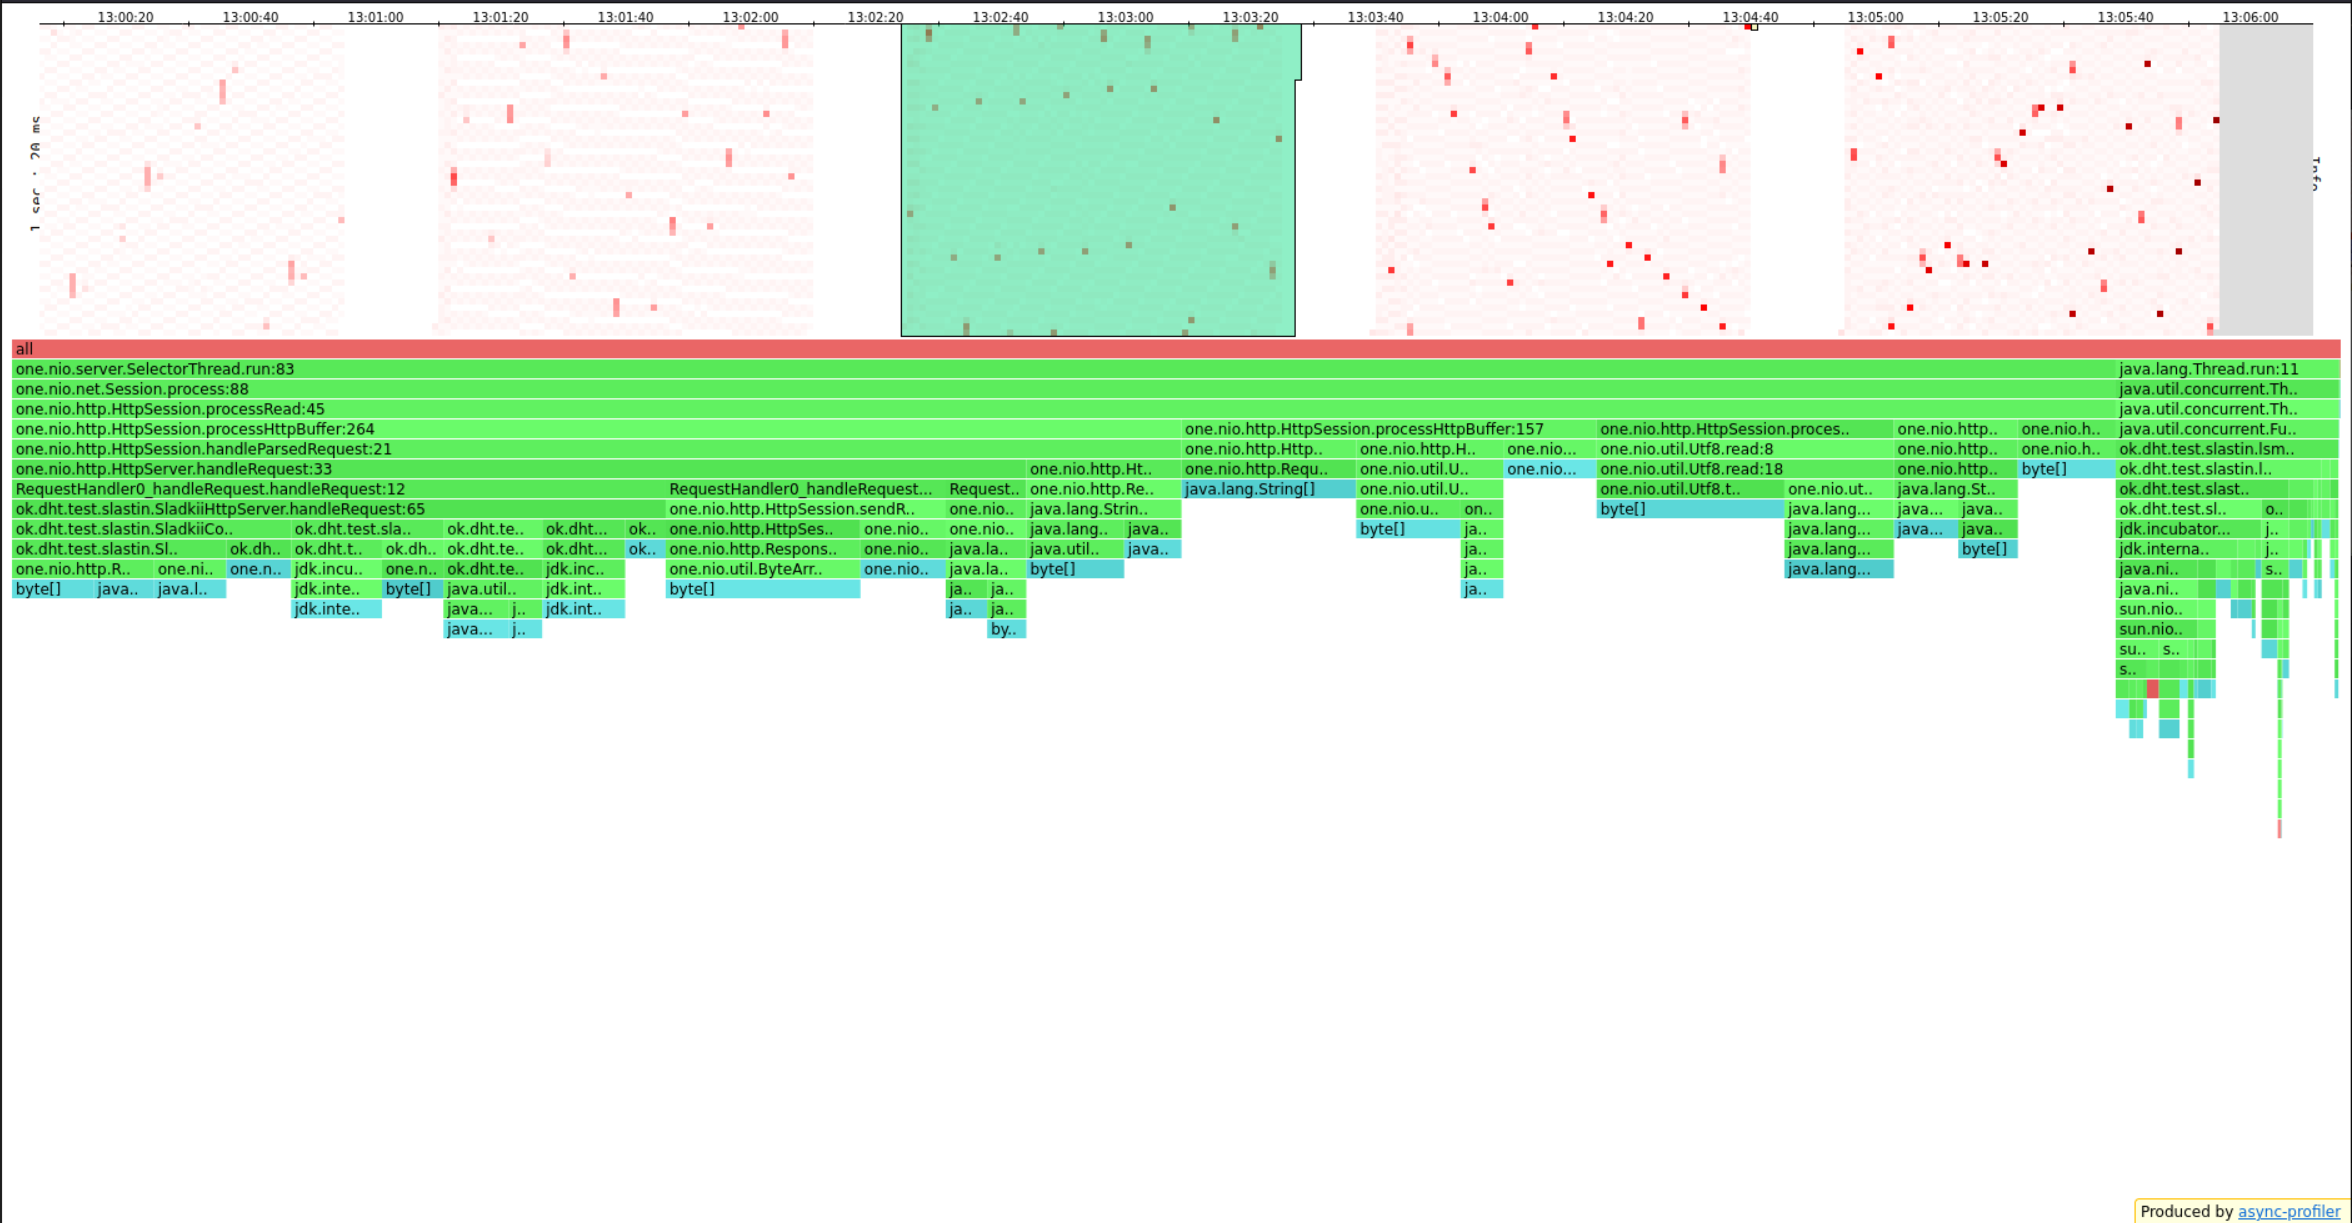 13:00:20 13:00:40 13:01:00 13:01:20 13:01:40 13:02:00 13:02:20 13:02:40 13:03:00 13:03:20 13:03:40 13:04:00 13:04:20 13:04:40 13:05:00 13:05:20 13:05:40 13:06:00
all
one.nio.server.SelectorThread.run:83 java.lang.Thread.run:11
one.nio.net.Session.process:88 java.util.concurrent.Th..
one.nio.http.HttpSession.processRead:45 java.util.concurrent.Th..
one.nio.http.HttpSession.processHttpBuffer:264 one.nio.http.HttpSession.processHttpBuffer:157 one.nio.http.HttpSession.proces.. one.nio.http.. one.nio.h.. java.util.concurrent.Fu..
one.nio.http.HttpSession.handleParsedRequest:21 one.nio.http.Http.. one.nio.http.H.. one.nio... one.nio.util.Utf8.read:8 one.nio.http.. one.nio.h.. ok.dht.test.slastin.lsm..
one.nio.http.HttpServer.handleRequest:33 one.nio.http.Ht.. one.nio.http.Requ.. one.nio.util.U.. one.nio... one.nio.util.Utf8.read:18 one.nio.http.. byte[] ok.dht.test.slastin.l..
RequestHandler0_handleRequest.handleRequest:12 RequestHandler0_handleRequest... Request.. one.nio.http.Re.. java.lang.String[] one.nio.util.U.. one.nio.util.Utf8.t.. one.nio.ut.. java.lang.St.. ok.dht.test.slast..
ok.dht.test.slastin.SladkiiHttpServer.handleRequest:65 one.nio.http.HttpSession.sendR.. one.nio.. java.lang.Strin.. one.nio.u.. on.. byte[] java.lang... java... java.. ok.dht.test.sl.. o..
ok.dht.test.slastin.SladkiiCo.. ok.dht.test.sla.. ok.dht.te.. ok.dht... ok.. one.nio.http.HttpSes.. one.nio.. one.nio.. java.lang.. java.. byte[] ja.. java.lang... java... java.. jdk.incubator... j..
ok.dht.test.slastin.Sl.. ok.dh.. ok.dht.t.. ok.dh.. ok.dht.te.. ok.dht... ok.. one.nio.http.Respons.. one.nio.. java.la.. java.util.. java.. ja.. java.lang... byte[] jdk.interna.. j..
one.nio.http.R.. one.ni.. one.n.. jdk.incu.. one.n.. ok.dht.te.. jdk.inc.. one.nio.util.ByteArr.. one.nio.. java.la.. byte[] ja.. java.lang... java.ni.. s..
byte[] java.. java.l.. jdk.inte.. byte[] java.util.. jdk.int.. byte[] ja.. ja.. ja.. java.ni..
jdk.inte.. java... j.. jdk.int.. ja.. ja.. sun.nio..
java... j.. by.. sun.nio..
su.. s..
s..
Produced by async-profiler